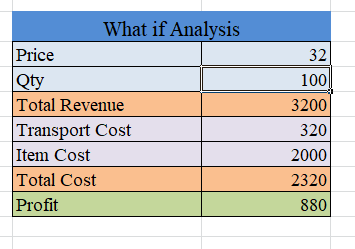 What if Analysis
Price 32
Qty 100
Total Revenue 3200
Transport Cost 320
Item Cost 2000
Total Cost 2320
Profit 880